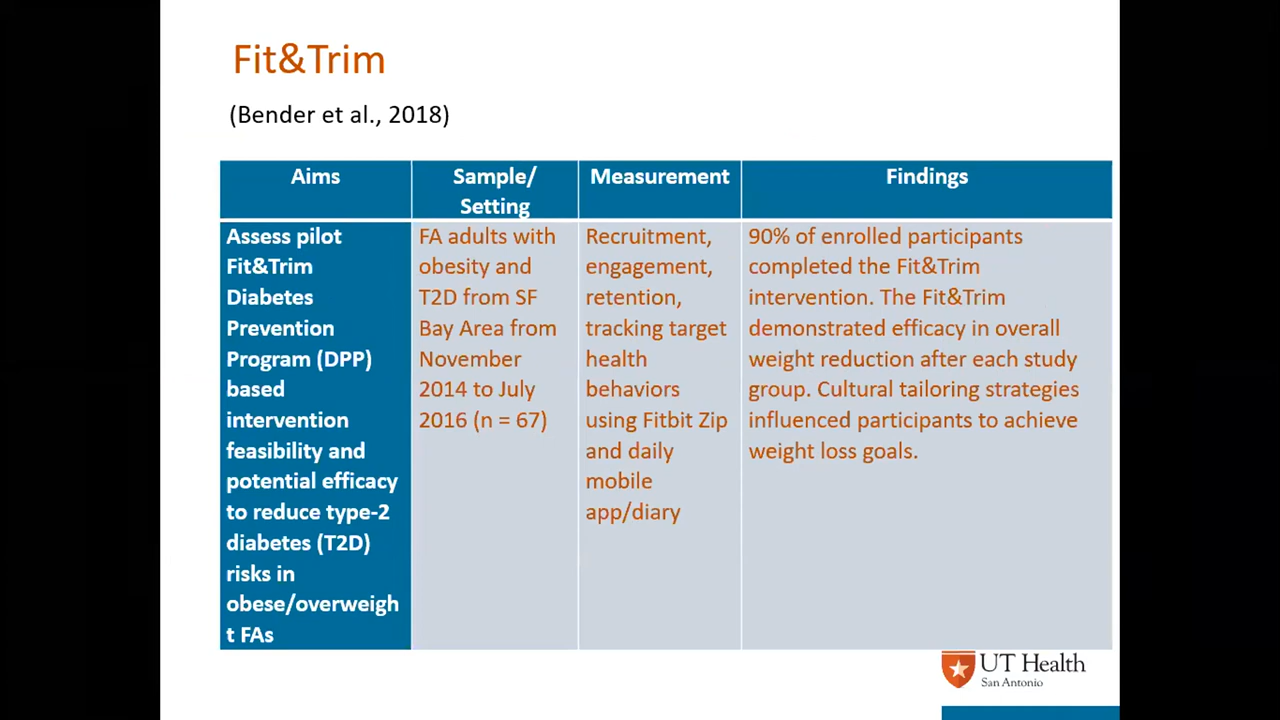 Fit&Trim
(Bender et al., 2018)
Aims
Sample/
Setting
Measurement
Findings
Assess pilot
Fit&Trim
Diabetes
Prevention
Program (DPP)
based
intervention
feasibility and
potential efficacy
to reduce type-2
diabetes (T2D)
risks in
obese/overweigh
t FAs
FA adults with
obesity and
T2D from SF
Bay Area from
November
2014 to July
2016 (n = 67)
Recruitment,
engagement,
retention,
tracking target
health
behaviors
using Fitbit Zip
and daily
mobile
app/diary
90% of enrolled participants
completed the Fit&Trim
intervention. The Fit&Trim
demonstrated efficacy in overall
weight reduction after each study
group. Cultural tailoring strategies
influenced participants to achieve
weight loss goals.
UT Health
San Antonio